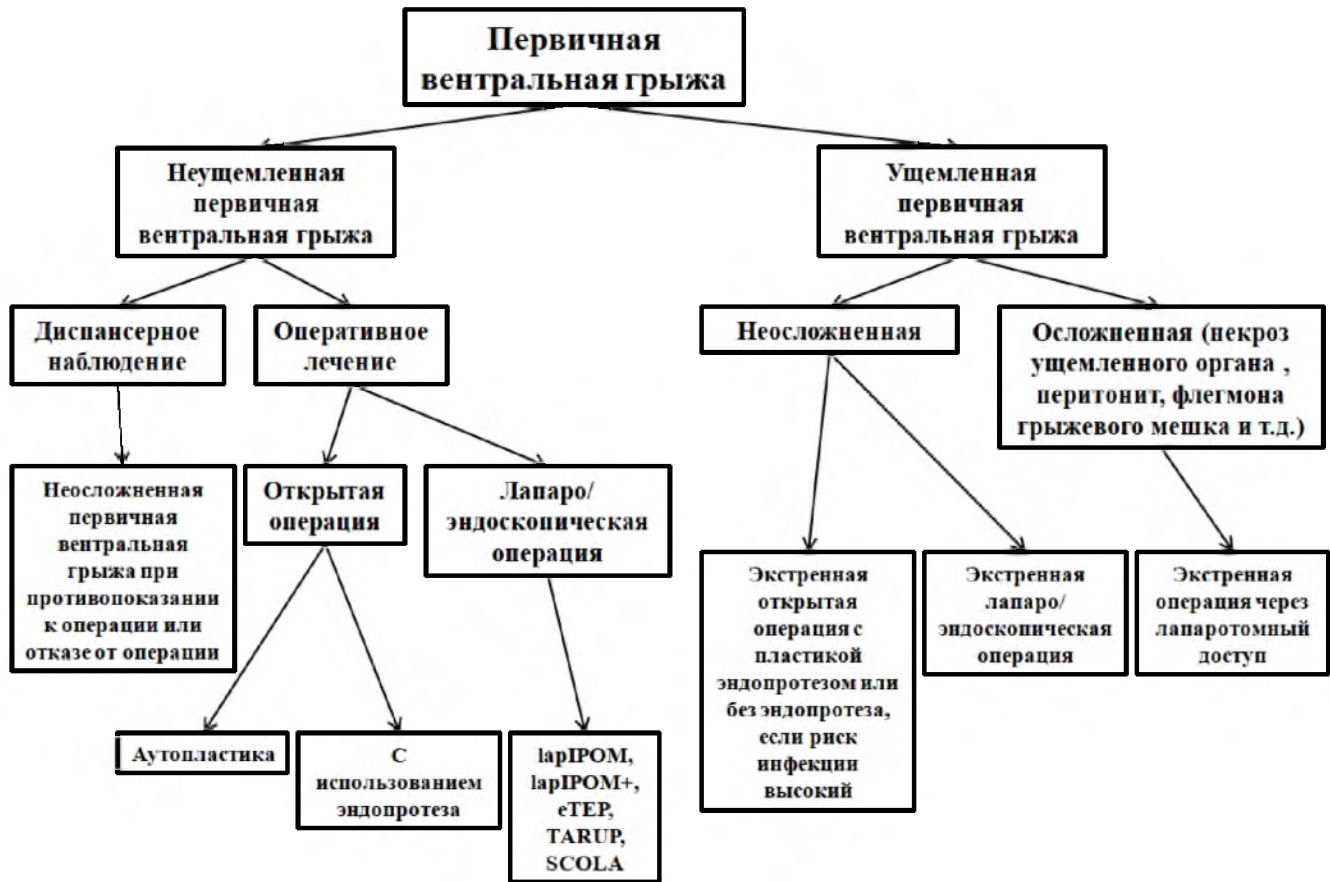 Первичная
вентральная грыжа
Неущемленная
первичная
вентральная грыжа
Ущемленная
первичная
вентральная грыжа
Диспансерное
наблюдение
Оперативное
лечение
Неосложненная
Осложненная (некроз
ущемленного органа ,
перитонит, флегмона
грыжевого мешка и т.д.)
Неосложненная
первичная
вентральная
грыжа при
противопоказании
к операции или
отказе от операции
Открытая
операция
Лапаро/
эндоскопическая
операция
Экстренная
открытая
операция с
пластикой
эндопротезом или
без эндопротеза,
если риск
инфекции
высокий
Экстренная
лапаро/
эндоскопическая
операция
Экстренная
операция через
лапаротомный
доступ
Аутопластика
С
использованием
эндопротеза
lapIPOM,
lapIPOM+,
eTEP,
TARUP,
SCOLA